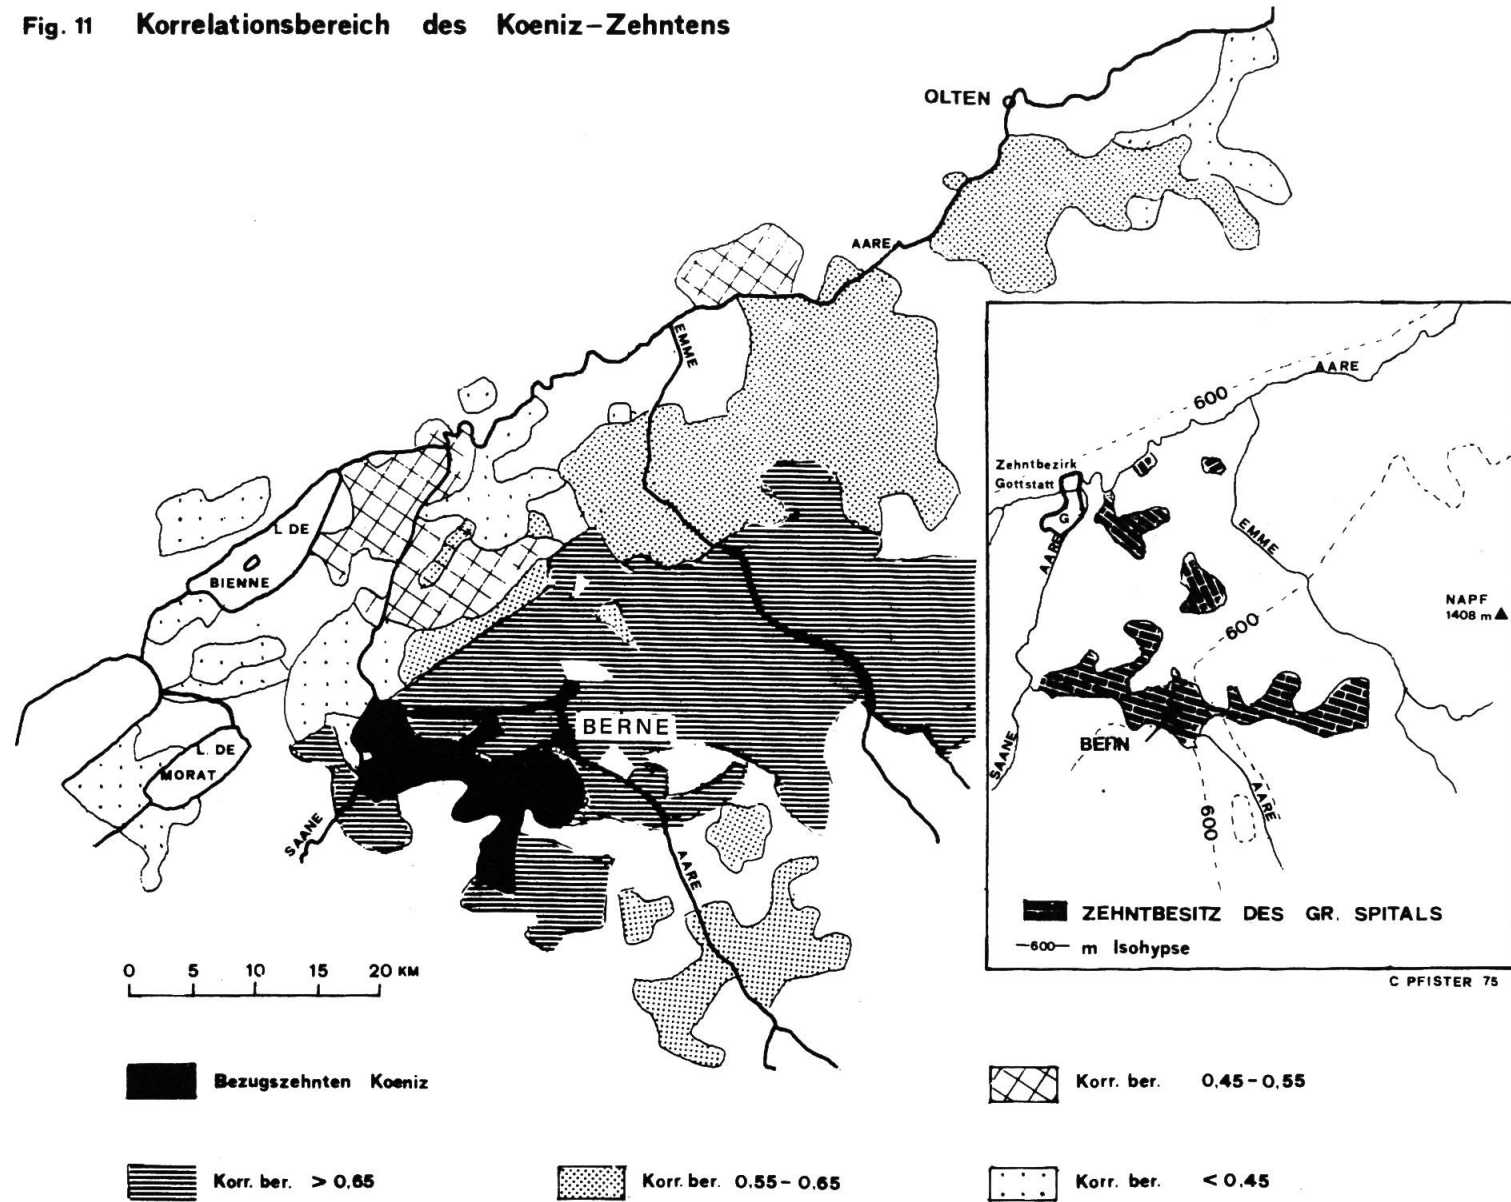 Fig. 11 Korrelationsbereich des Koeniz-Zehntens
OLTEN
AARE
EMME
L. DE
BIENNE
BERNE
L. DE
MORAT
SAANE
AARE
0 5 10 15 20 KM
AARE
600
Zehntbezirk
Gottstatt
G
AARE
EMME
NAPF
1408 m
600
BERN
SAANE
AARE
600
ZEHNTBESITZ DES GR. SPITALS
—600— m Isohypse
C PFISTER 75
Bezugszehnten Koeniz
Korr. ber. 0,45-0,55
Korr. ber. > 0,65
Korr. ber. 0,55-0,65
Korr. ber. < 0,45